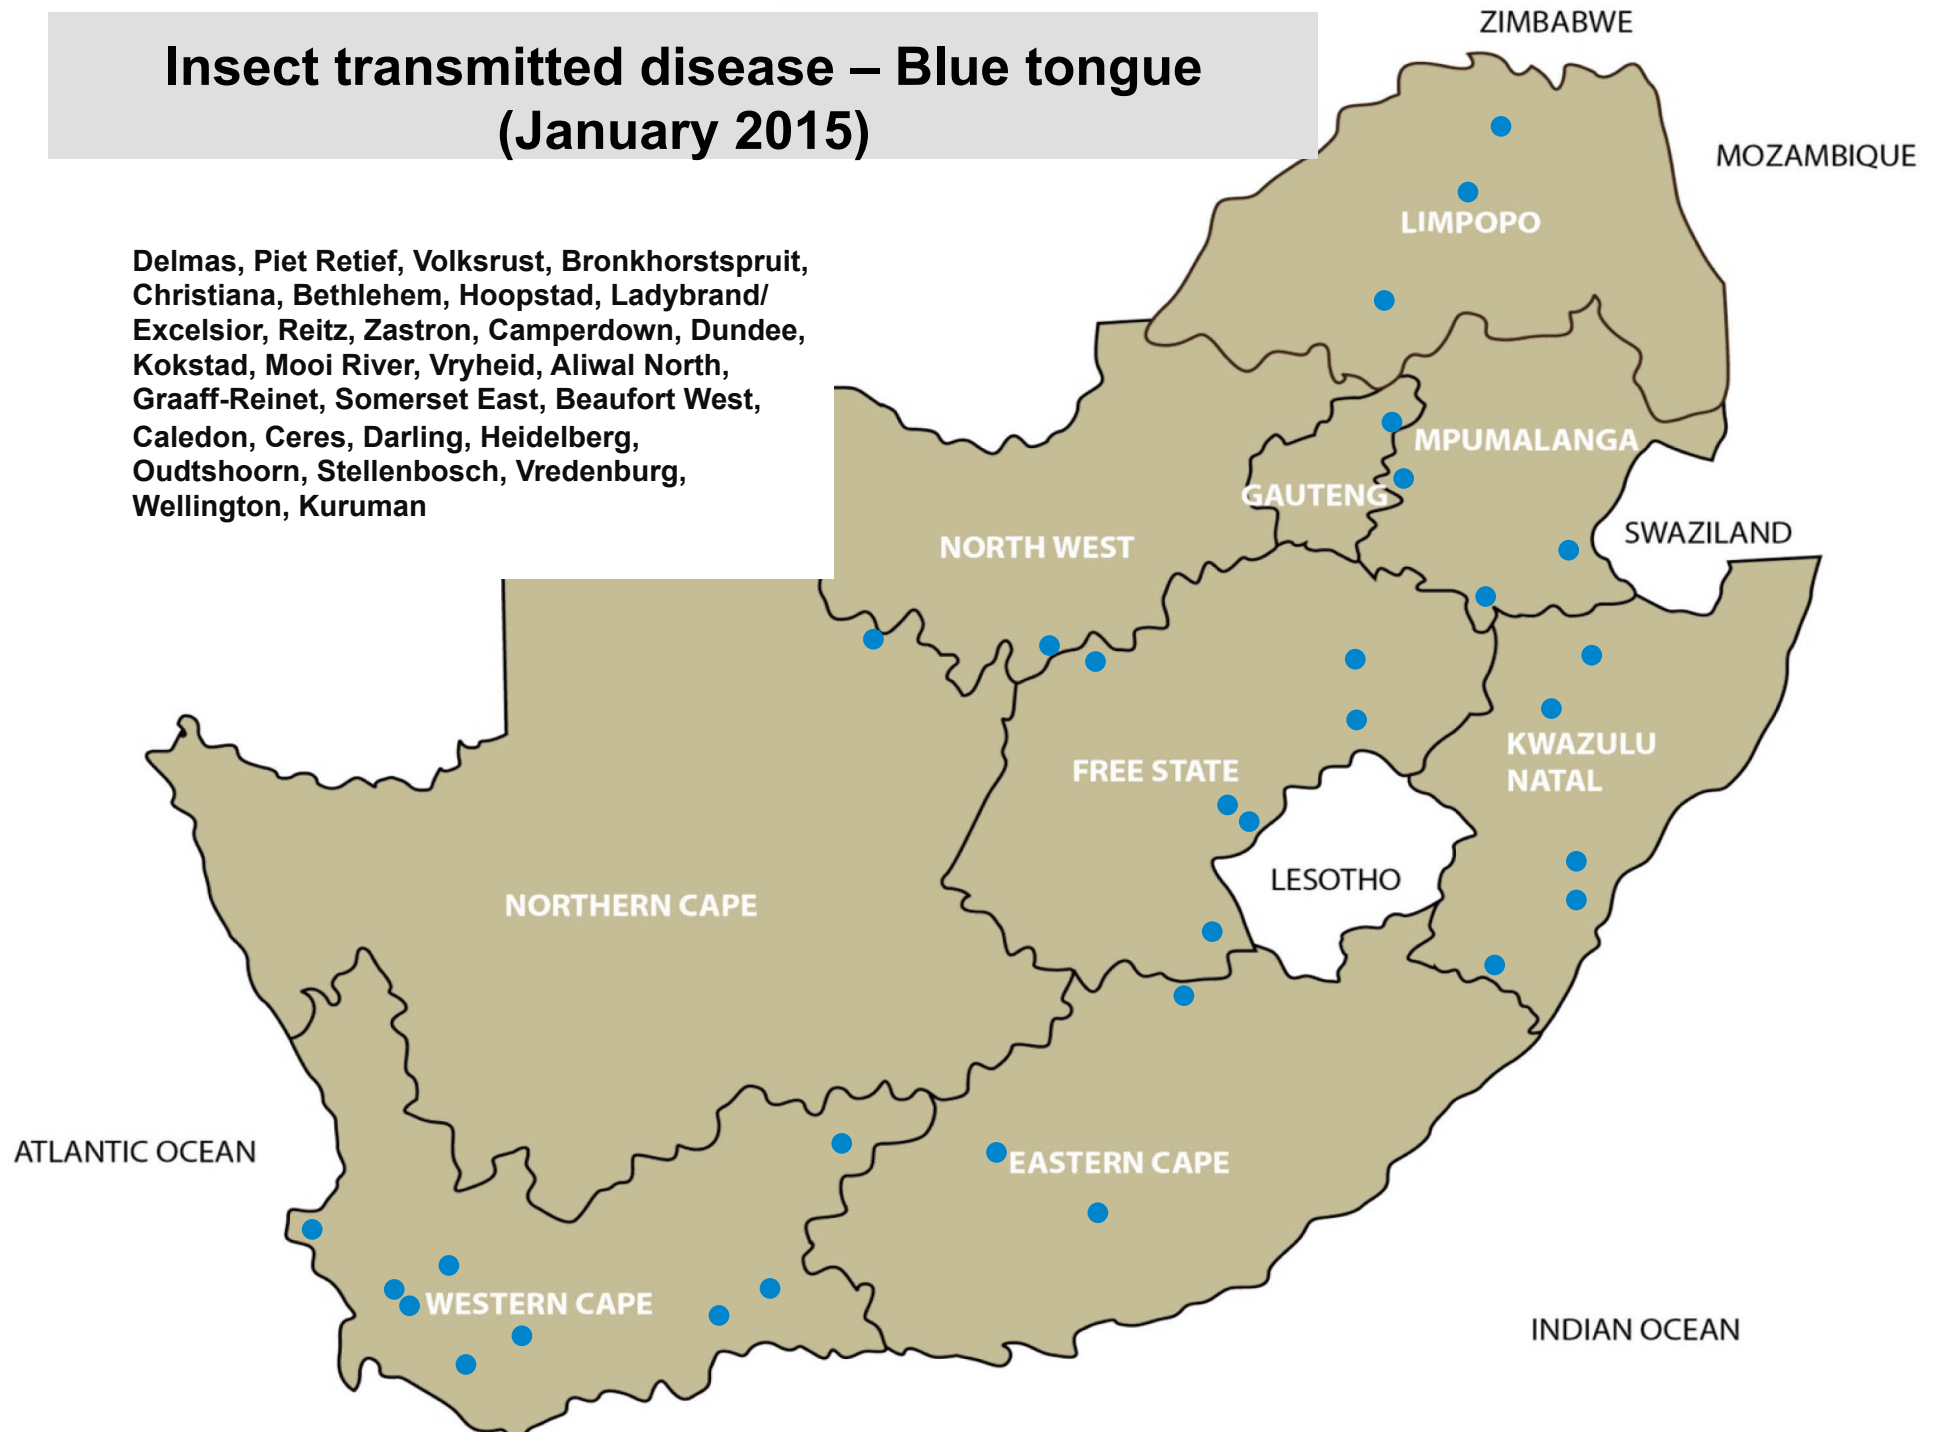 Insect transmitted disease – Blue tongue
(January 2015)
ZIMBABWE
MOZAMBIQUE
LIMPOPO
Delmas, Piet Retief, Volksrust, Bronkhorstspruit,
Christiana, Bethlehem, Hoopstad, Ladybrand/
Excelsior, Reitz, Zastron, Camperdown, Dundee,
Kokstad, Mooi River, Vryheid, Aliwal North,
Graaff-Reinet, Somerset East, Beaufort West,
Caledon, Ceres, Darling, Heidelberg,
Oudtshoorn, Stellenbosch, Vredenburg,
Wellington, Kuruman
MPUMALANGA
GAUTENG
SWAZILAND
NORTH WEST
KWAZULU
NATAL
FREE STATE
LESOTHO
NORTHERN CAPE
ATLANTIC OCEAN
EASTERN CAPE
WESTERN CAPE
INDIAN OCEAN